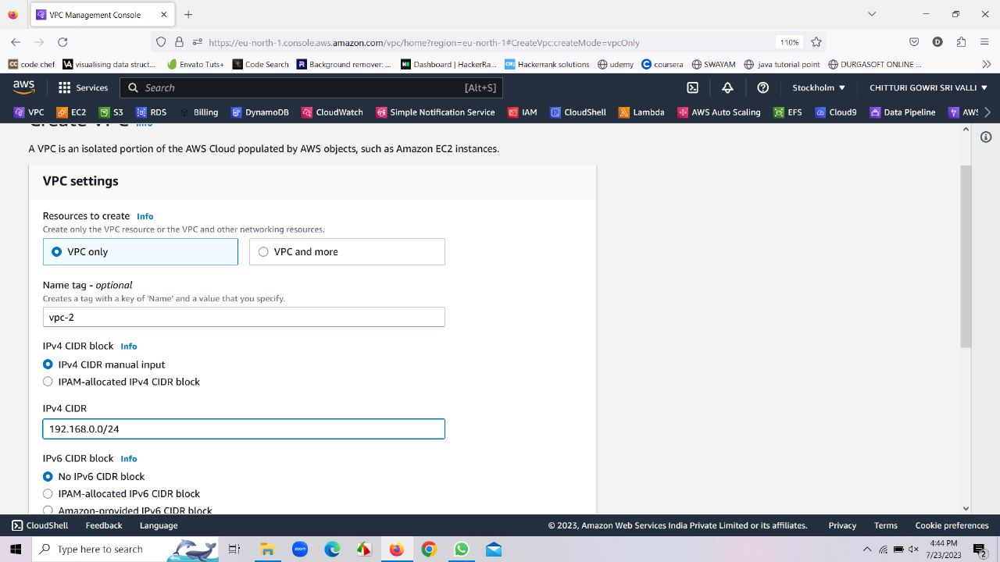 VPC Management Console
https://eu-north-1.console.aws.amazon.com/vpc/home?region=eu-north-1#CreateVpc:createMode=vpcOnly
110%
D
code chef
visualising data struct...
Envato Tuts+
Code Search
Background remover: ...
Dashboard | HackerRa...
Hackerrank solutions
udemy
coursera
SWAYAM
java tutorial point
DURGASOFT ONLINE ...
aws
Services
Search
[Alt+S]
Stockholm
CHITTURI GOWRI SRI VALLI
VPC
EC2
S3
RDS
Billing
DynamoDB
CloudWatch
Simple Notification Service
IAM
CloudShell
Lambda
AWS Auto Scaling
EFS
Cloud9
Data Pipeline
AWS
Create VPC Info
A VPC is an isolated portion of the AWS Cloud populated by AWS objects, such as Amazon EC2 instances.
VPC settings
Resources to create Info
Create only the VPC resource or the VPC and other networking resources.
VPC only
VPC and more
Name tag - optional
Creates a tag with a key of 'Name' and a value that you specify.
vpc-2
IPv4 CIDR block Info
IPv4 CIDR manual input
IPAM-allocated IPv4 CIDR block
IPv4 CIDR
192.168.0.0/24
IPv6 CIDR block Info
No IPv6 CIDR block
IPAM-allocated IPv6 CIDR block
Amazon-provided IPv6 CIDR block
CloudShell
Feedback
Language
© 2023, Amazon Web Services India Private Limited or its affiliates.
Privacy
Terms
Cookie preferences
Type here to search
zoom
4:44 PM
7/23/2023
2